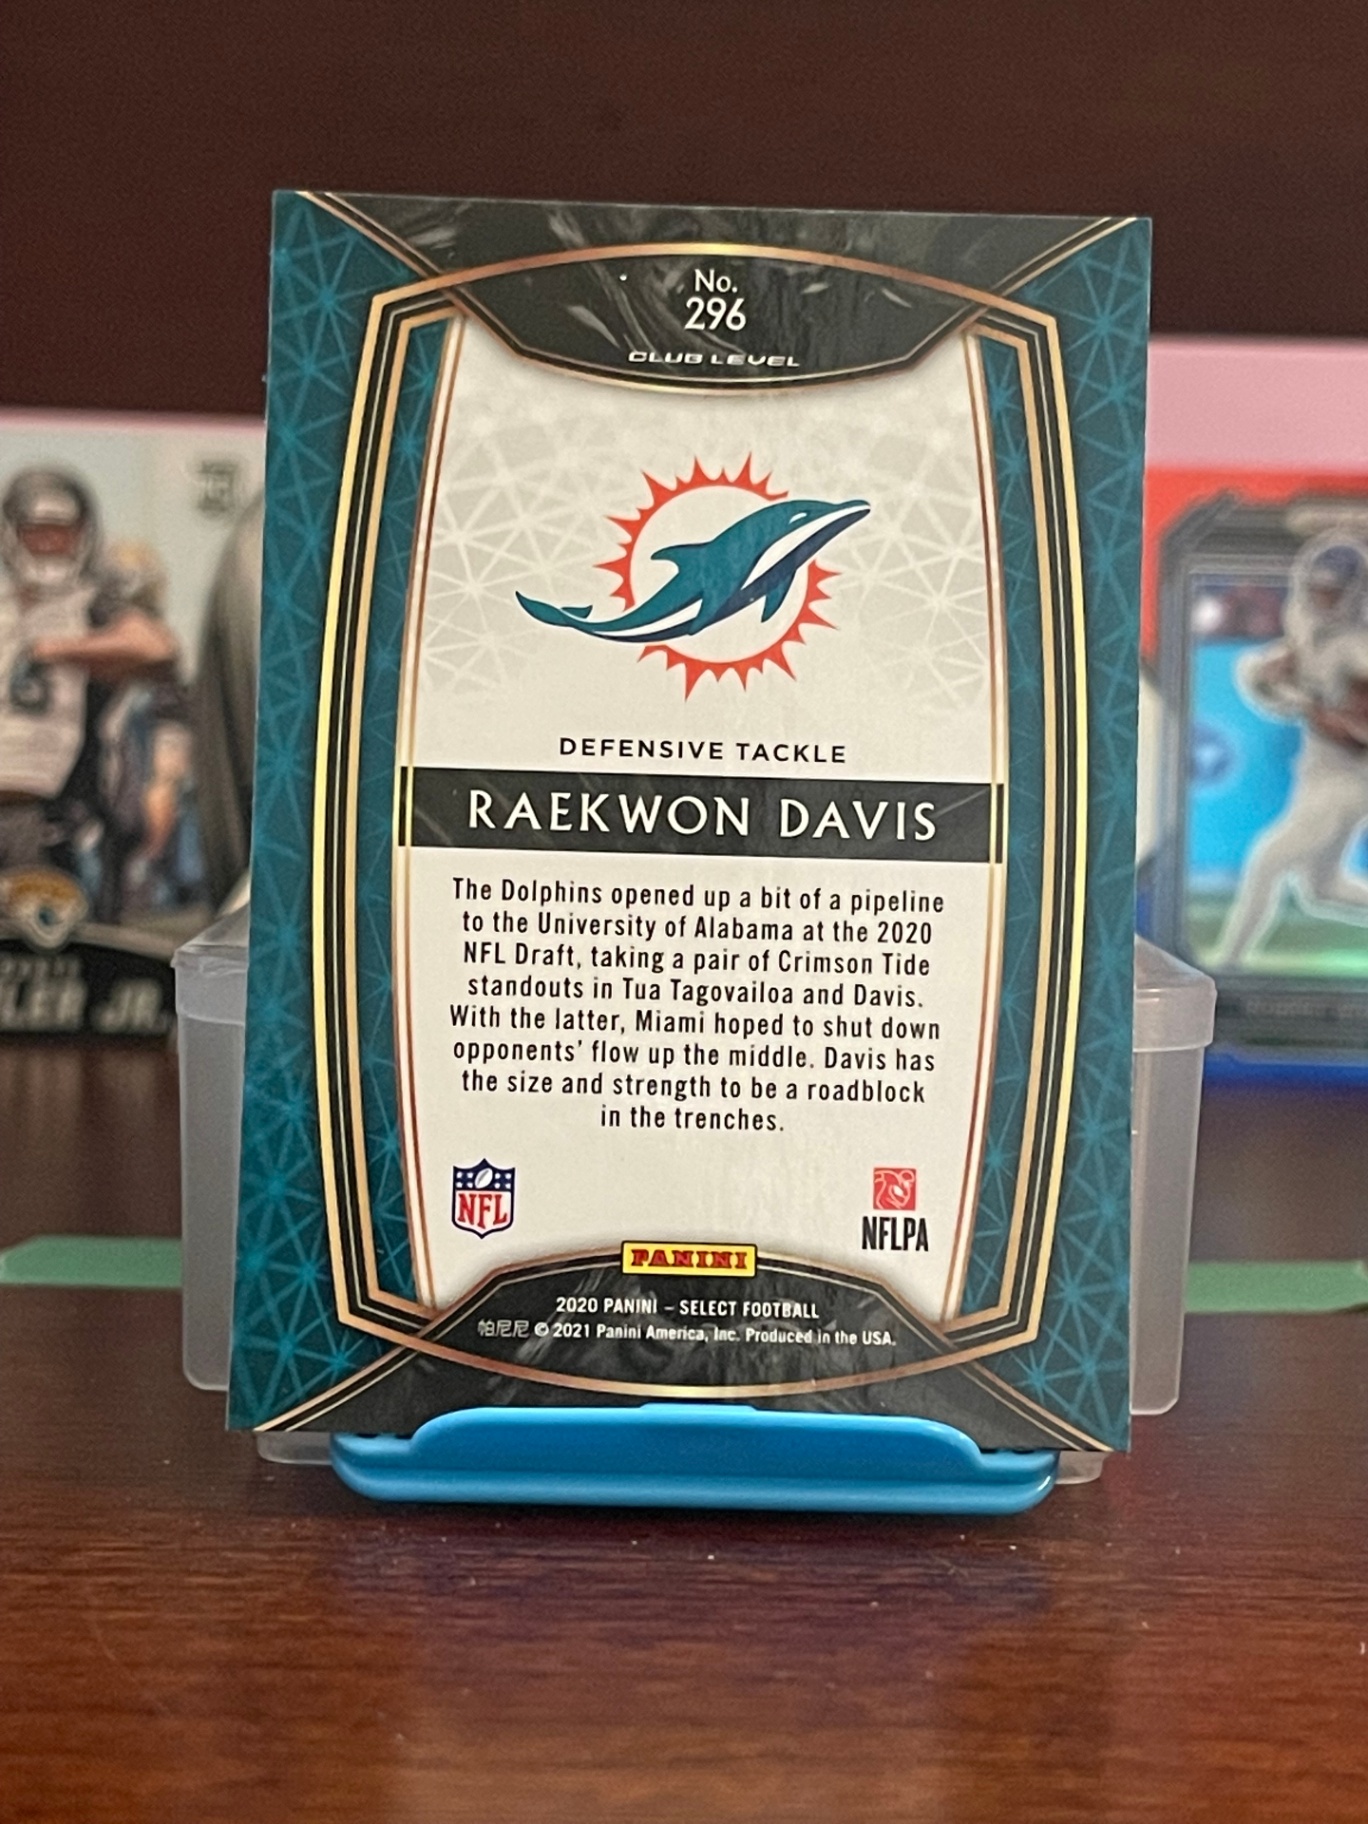 No.
296
CLUB LEVEL
DEFENSIVE TACKLE
RAEKWON DAVIS
The Dolphins opened up a bit of a pipeline
to the University of Alabama at the 2020
NFL Draft, taking a pair of Crimson Tide
standouts in Tua Tagovailoa and Davis.
With the latter, Miami hoped to shut down
opponents' flow up the middle. Davis has
the size and strength to be a roadblock
in the trenches.
NFL
NFLPA
PANINI
2020 PANINI – SELECT FOOTBALL
帕尼尼 © 2021 Panini America, Inc. Produced in the USA.
JR.